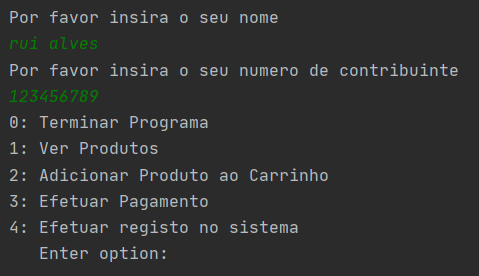 Por favor insira o seu nome
rui alves
Por favor insira o seu numero de contribuinte
123456789
0: Terminar Programa
1: Ver Produtos
2: Adicionar Produto ao Carrinho
3: Efetuar Pagamento
4: Efetuar registo no sistema
Enter option: